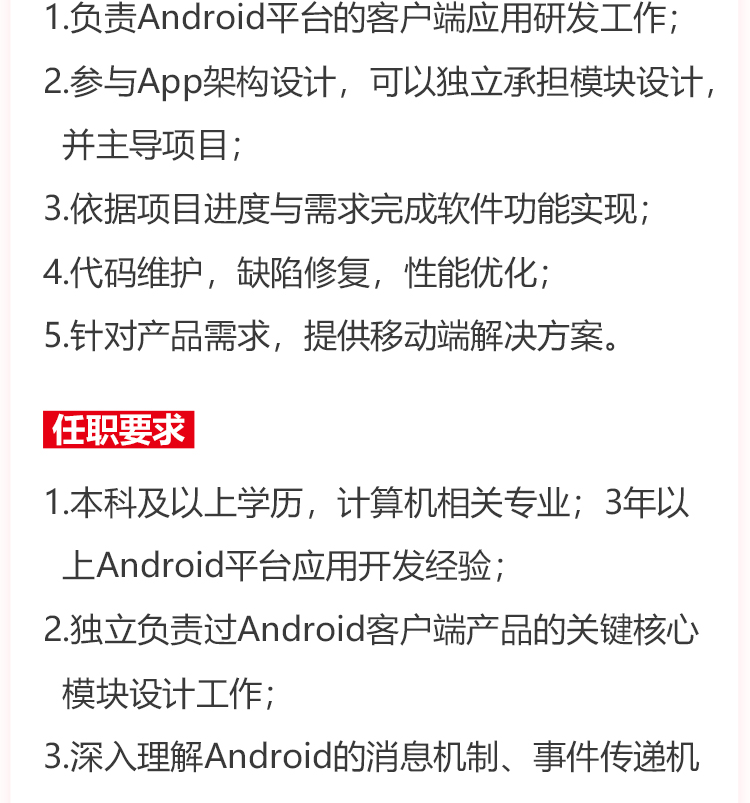 1.负责Android平台的客户端应用研发工作；
2.参与App架构设计，可以独立承担模块设计，
并主导项目；
3.依据项目进度与需求完成软件功能实现；
4.代码维护，缺陷修复，性能优化；
5.针对产品需求，提供移动端解决方案。
任职要求
1.本科及以上学历，计算机相关专业；3年以
上Android平台应用开发经验；
2.独立负责过Android客户端产品的关键核心
模块设计工作；
3.深入理解Android的消息机制、事件传递机